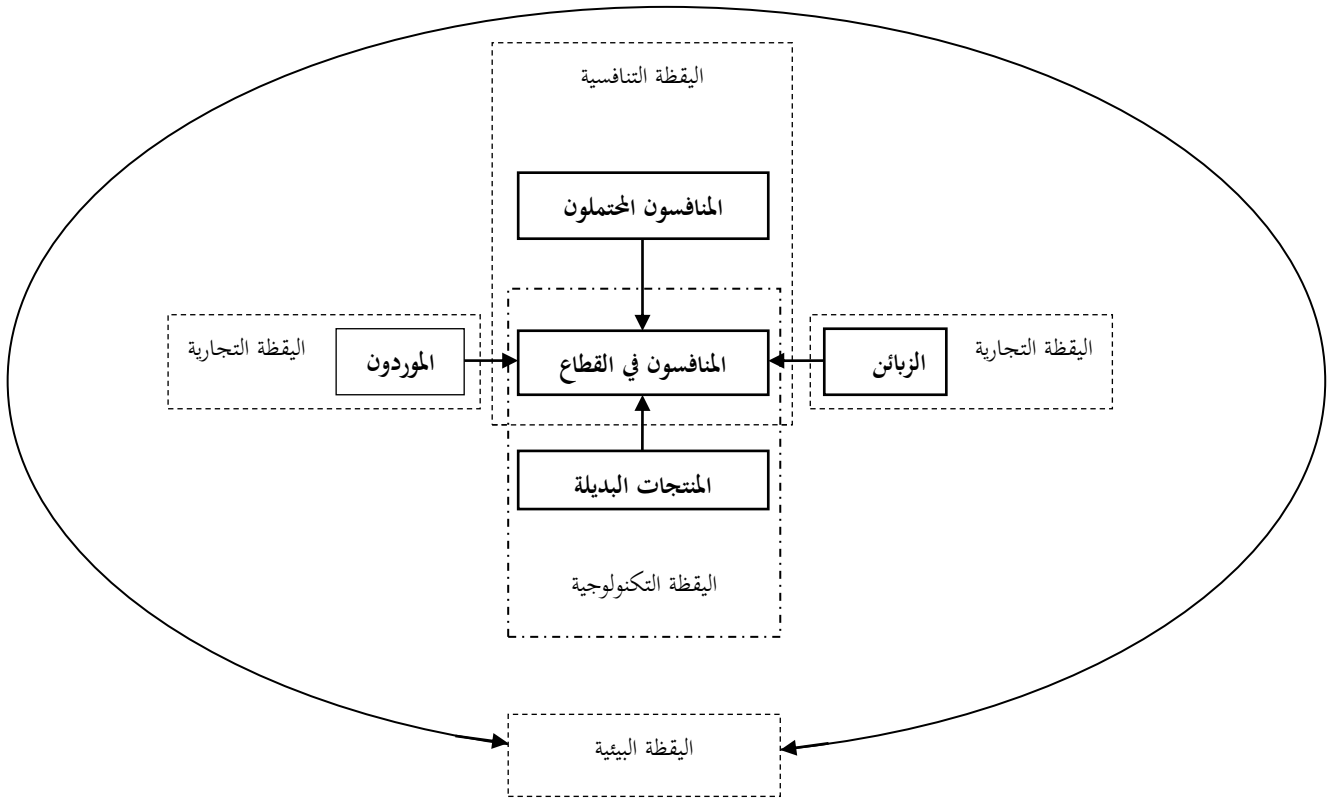 اليقظة التنافسية
المنافسون المحتملون
اليقظة التجارية
الزبائن
المنافسون في القطاع
الموردون
اليقظة التجارية
المنتجات البديلة
اليقظة التكنولوجية
اليقظة البيئية